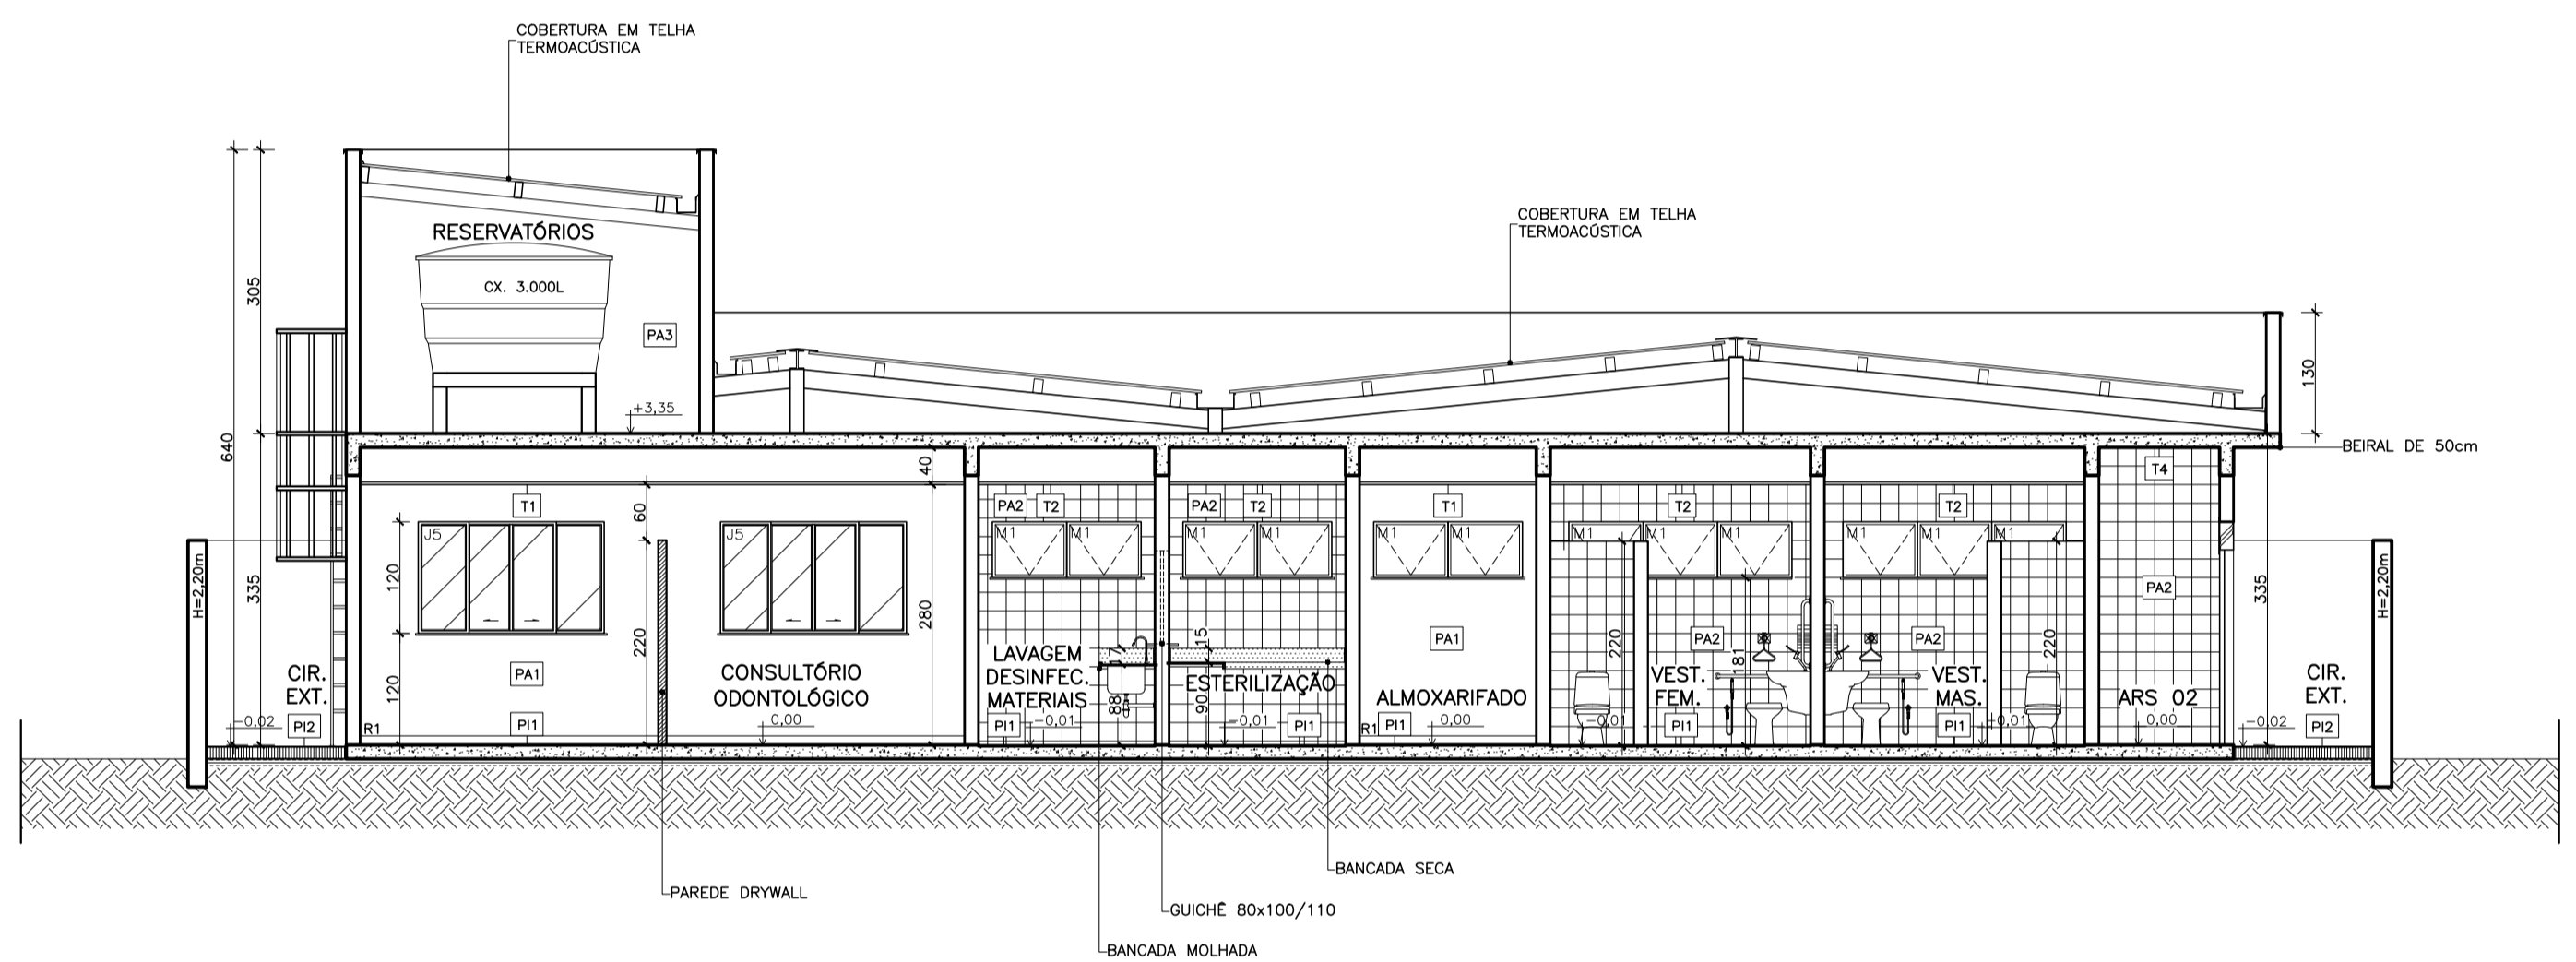 COBERTURA EM TELHA
TERMOACÚSTICA
RESERVATÓRIOS
CX. 3.000L
PA3
+3,35
305
640
335
COBERTURA EM TELHA
TERMOACÚSTICA
130
BEIRAL DE 50cm
H=2,20m
CIR.
EXT.
PI2
-0,02
T1
J5
120
120
PA1
PI1
R1
60
220
J5
CONSULTÓRIO
ODONTOLÓGICO
0,00
40
280
PA2
T2
M1
M1
LAVAGEM
DESINFEC.
MATERIAIS
PI1
-0,01
17
88
PA2
T2
M1
M1
15
90
ESTERILIZAÇÃO
-0,01
PI1
T1
M1
M1
PA1
ALMOXARIFADO
R1
PI1
0,00
T2
M1
M1
M1
220
PA2
181
VEST.
FEM.
-0,01
PI1
T2
M1
M1
M1
PA2
220
VEST.
MAS.
PI1
-0,01
T4
PA2
ARS 02
0,00
335
-0,02
CIR.
EXT.
PI2
H=2,20m
PAREDE DRYWALL
BANCADA SECA
GUICHÊ 80x100/110
BANCADA MOLHADA